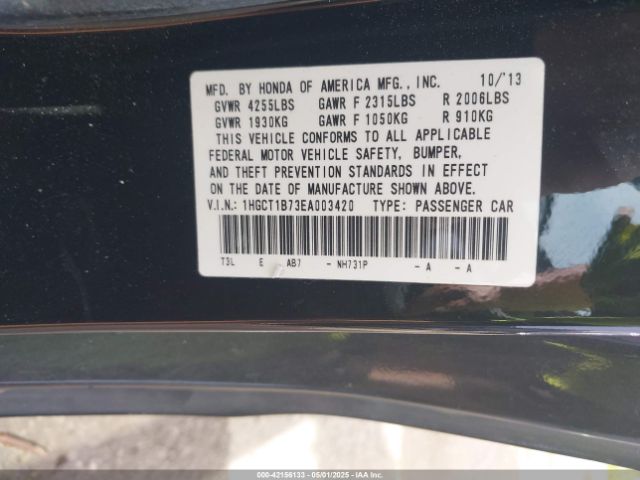 MFD. BY HONDA OF AMERICA MFG., INC. 10/'13
GVWR 4255LBS GAWR F 2315LBS R 2006LBS
GVWR 1930KG GAWR F 1050KG R 910KG
THIS VEHICLE CONFORMS TO ALL APPLICABLE
FEDERAL MOTOR VEHICLE SAFETY, BUMPER,
AND THEFT PREVENTION STANDARDS IN EFFECT
ON THE DATE OF MANUFACTURE SHOWN ABOVE.
V.I.N.: 1HGCT1B73EA003420 TYPE: PASSENGER CAR
T3L E AB7 - NH731P - A - A
000-42156133 - 05/01/2025 - IAA Inc.